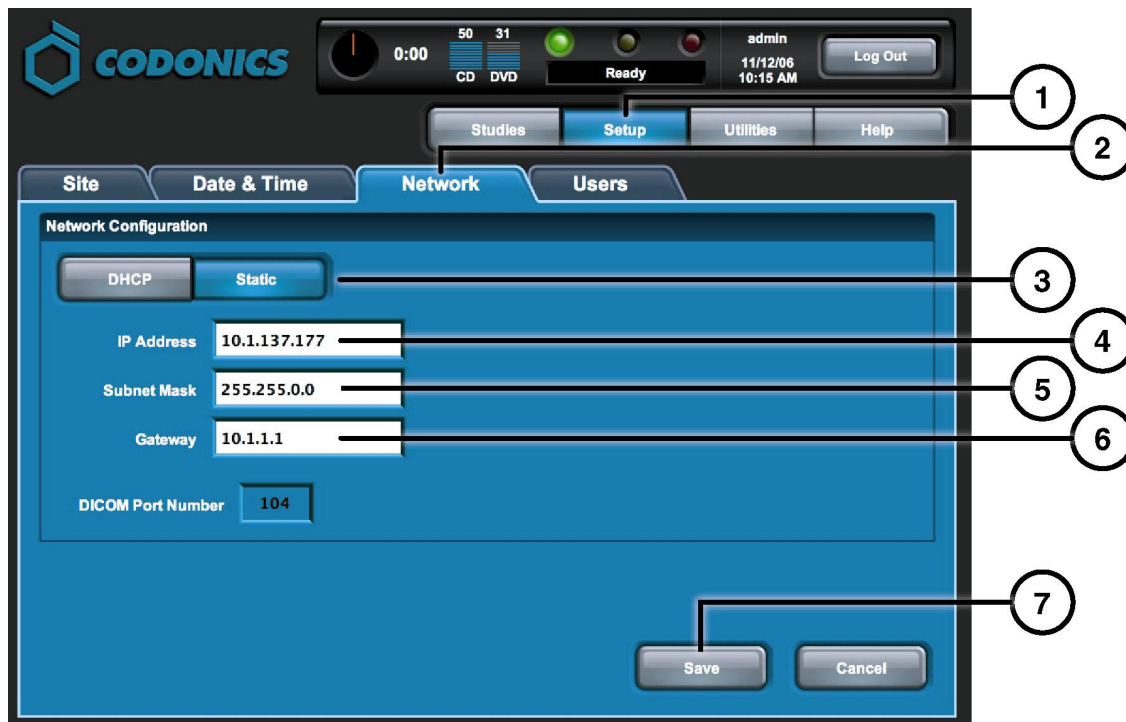 CODONICS
0:00
50 31
CD DVD
Ready
admin
11/12/06
10:15 AM
Log Out
Studies Setup Utilities Help
Site Date & Time Network Users
Network Configuration
DHCP Static
IP Address 10.1.137.177
Subnet Mask 255.255.0.0
Gateway 10.1.1.1
DICOM Port Number 104
Save Cancel
1
2
3
4
5
6
7